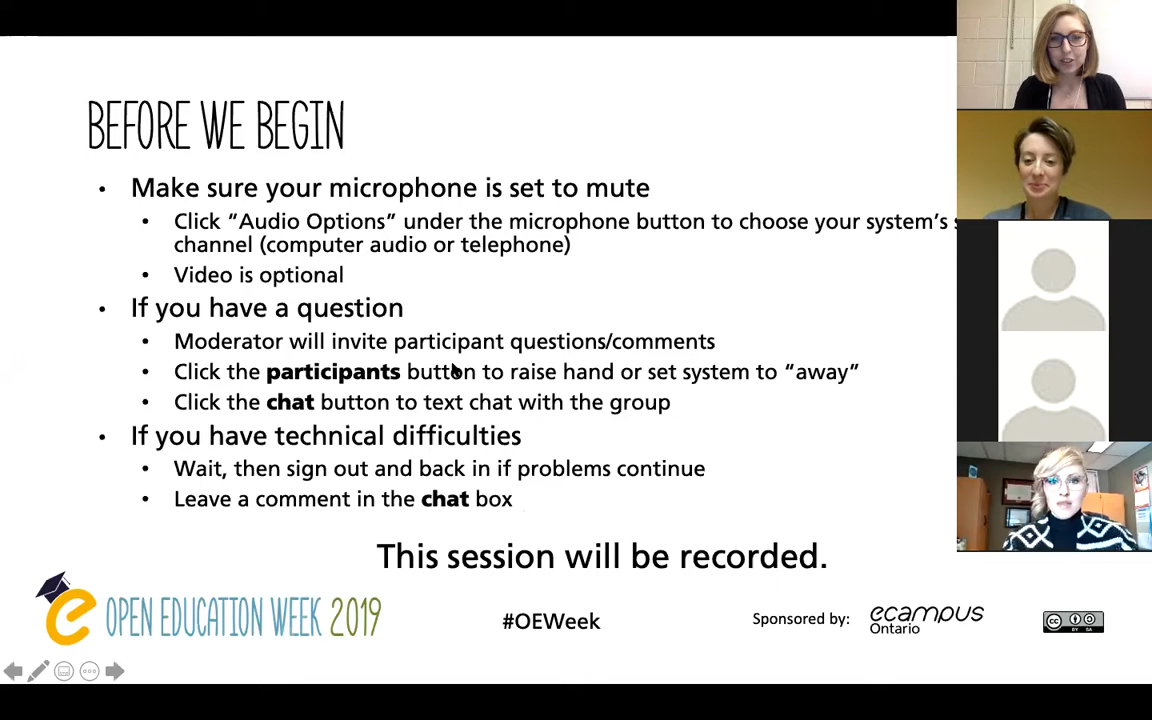 BEFORE WE BEGIN
• Make sure your microphone is set to mute
• Click “Audio Options” under the microphone button to choose your system’s
channel (computer audio or telephone)
• Video is optional
• If you have a question
• Moderator will invite participant questions/comments
• Click the participants button to raise hand or set system to “away”
• Click the chat button to text chat with the group
• If you have technical difficulties
• Wait, then sign out and back in if problems continue
• Leave a comment in the chat box
This session will be recorded.
e OPEN EDUCATION WEEK 2019
#OEWeek
Sponsored by:
ecampus
Ontario
cc
BY SA